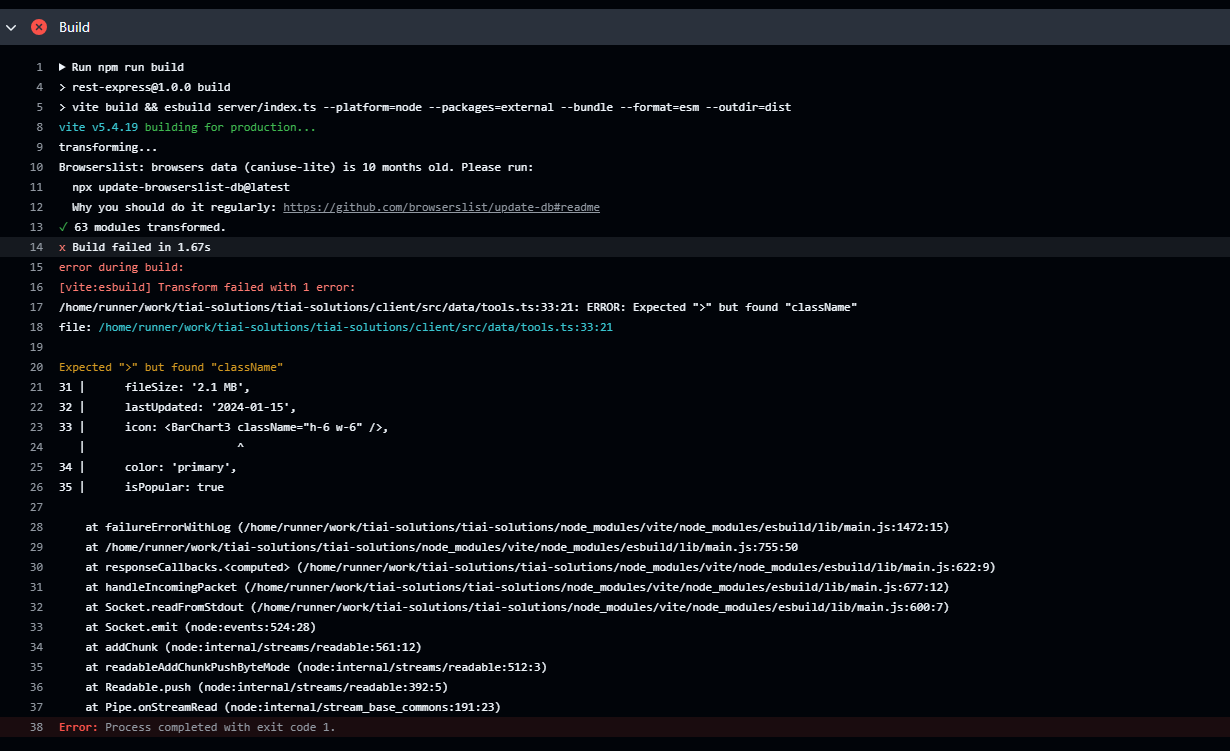 Build
1 Run npm run build
4 > rest-express@1.0.0 build
5 > vite build && esbuild server/index.ts --platform=node --packages=external --bundle --format=esm --outdir=dist
8 vite v5.4.19 building for production...
9 transforming...
10 Browserslist: browsers data (caniuse-lite) is 10 months old. Please run:
11 npx update-browserslist-db@latest
12 Why you should do it regularly: https://github.com/browserslist/update-db#readme
13 ✓ 63 modules transformed.
14 x Build failed in 1.67s
15 error during build:
16 [vite:esbuild] Transform failed with 1 error:
17 /home/runner/work/tiai-solutions/tiai-solutions/client/src/data/tools.ts:33:21: ERROR: Expected ">" but found "className"
18 file: /home/runner/work/tiai-solutions/tiai-solutions/client/src/data/tools.ts:33:21
19
20 Expected ">" but found "className"
21 31 |      fileSize: '2.1 MB',
22 32 |      lastUpdated: '2024-01-15',
23 33 |      icon: <BarChart3 className="h-6 w-6" />,
24    |                       ^
25 34 |      color: 'primary',
26 35 |      isPopular: true
27
28 at failureErrorWithLog (/home/runner/work/tiai-solutions/tiai-solutions/node_modules/vite/node_modules/esbuild/lib/main.js:1472:15)
29 at /home/runner/work/tiai-solutions/tiai-solutions/node_modules/vite/node_modules/esbuild/lib/main.js:755:50
30 at responseCallbacks.<computed> (/home/runner/work/tiai-solutions/tiai-solutions/node_modules/vite/node_modules/esbuild/lib/main.js:622:9)
31 at handleIncomingPacket (/home/runner/work/tiai-solutions/tiai-solutions/node_modules/vite/node_modules/esbuild/lib/main.js:677:12)
32 at Socket.readFromStdout (/home/runner/work/tiai-solutions/tiai-solutions/node_modules/vite/node_modules/esbuild/lib/main.js:600:7)
33 at Socket.emit (node:events:524:28)
34 at addChunk (node:internal/streams/readable:561:12)
35 at readableAddChunkPushByteMode (node:internal/streams/readable:512:3)
36 at Readable.push (node:internal/streams/readable:392:5)
37 at Pipe.onStreamRead (node:internal/stream_base_commons:191:23)
38 Error: Process completed with exit code 1.